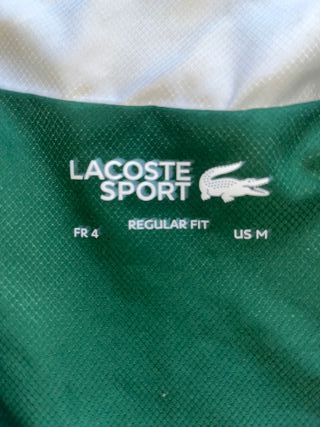 LACOSTE
SPORT
REGULAR FIT
FR 4
US M